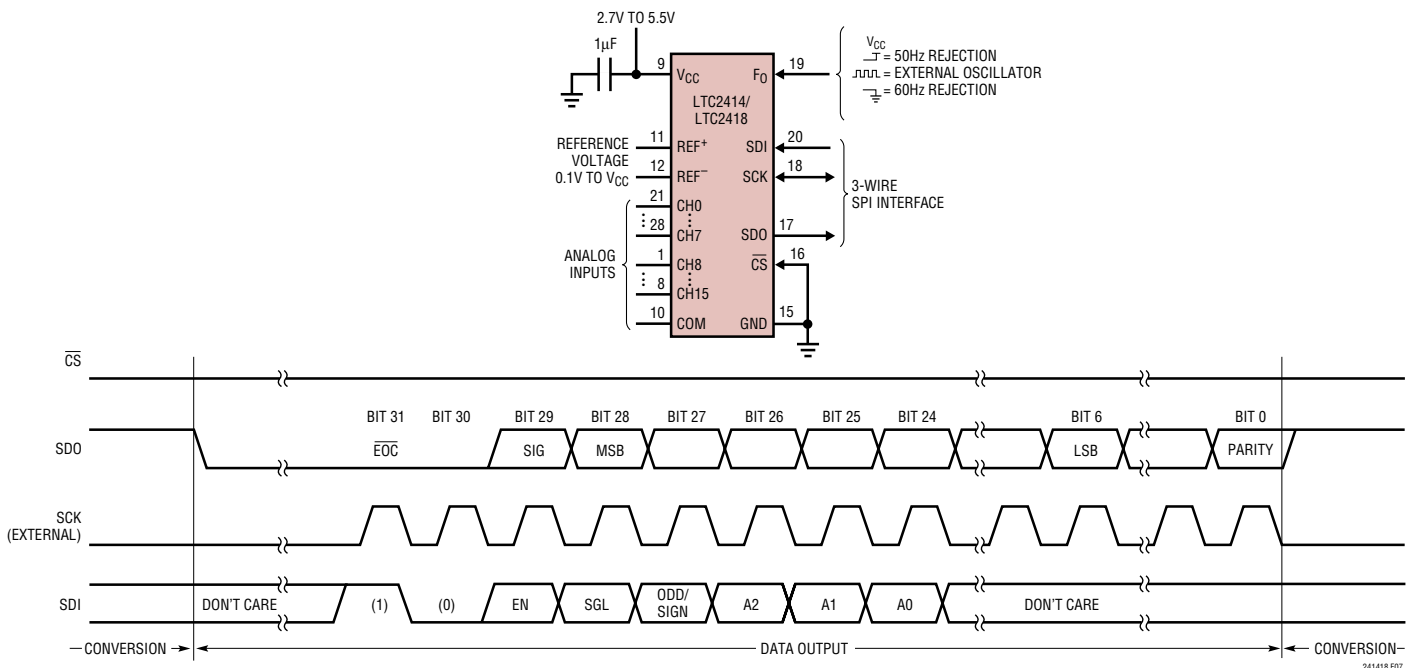 2.7V TO 5.5V
1µF
9
VCC
FO
19
LTC2414/
LTC2418
VCC
= 50Hz REJECTION
= EXTERNAL OSCILLATOR
= 60Hz REJECTION
REFERENCE
VOLTAGE
0.1V TO VCC
11
REF+
12
REF–
SDI
20
SCK
18
SDO
17
CS
16
GND
15
3-WIRE
SPI INTERFACE
ANALOG
INPUTS
21
CH0
28
CH7
1
CH8
8
CH15
10
COM
CS
BIT 31 BIT 30 BIT 29 BIT 28 BIT 27 BIT 26 BIT 25 BIT 24 BIT 6 BIT 0
SDO
EOC SIG MSB LSB PARITY
SCK
(EXTERNAL)
SDI
DON'T CARE (1) (0) EN SGL ODD/
SIGN A2 A1 A0 DON'T CARE
CONVERSION DATA OUTPUT CONVERSION
241418 F07